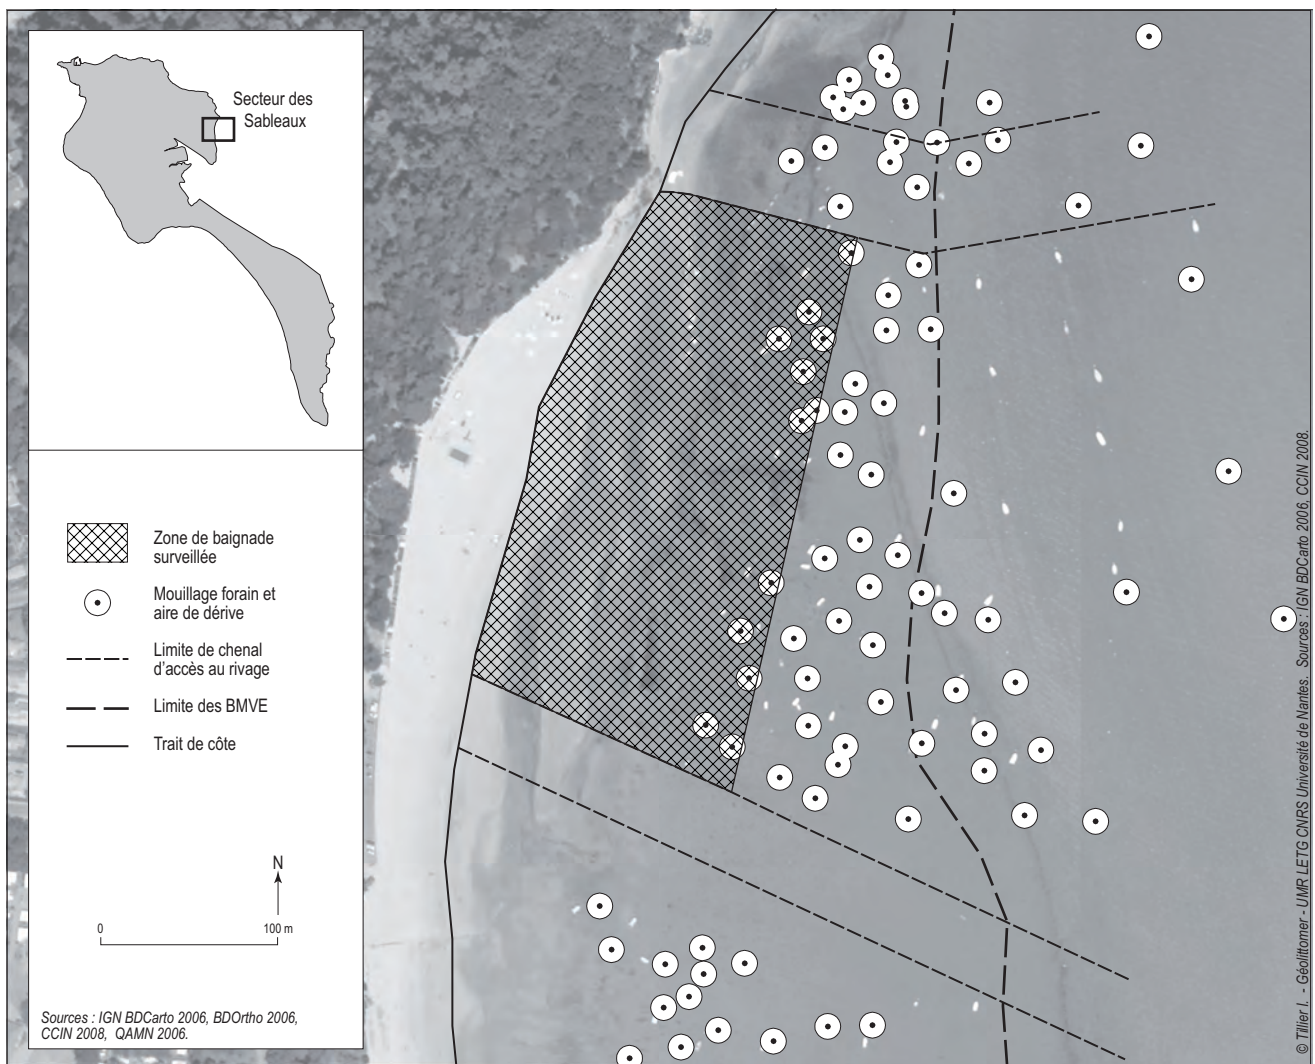 Secteur des
Sableaux
Zone de baignade
surveillée
Mouillage forain et
aire de dérive
Limite de chenal
d'accès au rivage
Limite des BMVE
Trait de côte
N
0
100 m
Sources : IGN BDCarto 2006, BDOrtho 2006,
CCIN 2008, QAMN 2006.
© Tillier I. - Géolittomer - UMR LETG CNRS Université de Nantes. Sources : IGN BDCarto 2006, CCIN 2008.